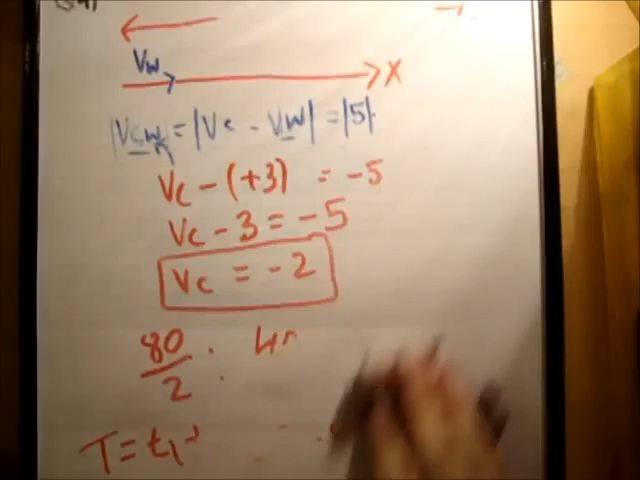 Vw
X
|Vcw| = |Vc - Vw| = |5|
Vc - (+3) = -5
Vc - 3 = -5
Vc = -2
80/2
T = t₁